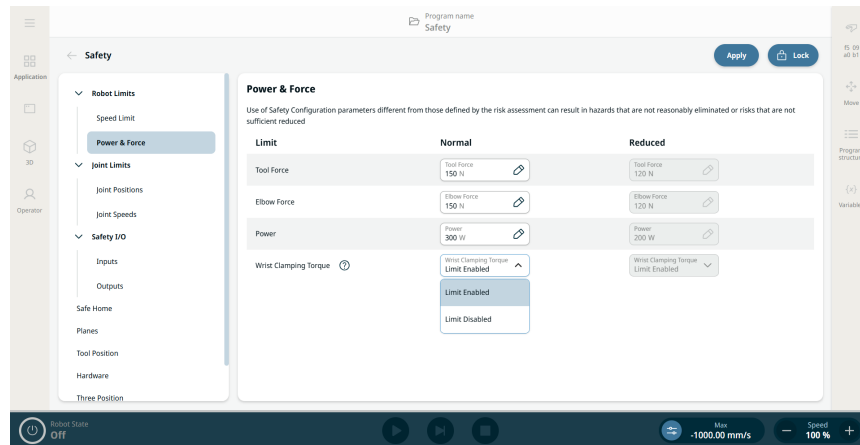 Program name
Safety
Safety
Apply
Lock
f5 09
a0 b1
Application
Move
3D
Program
structur
Operator
{x}
Variable
Robot Limits
Speed Limit
Power & Force
Joint Limits
Joint Positions
Joint Speeds
Safety I/O
Inputs
Outputs
Safe Home
Planes
Tool Position
Hardware
Three Position
Power & Force
Use of Safety Configuration parameters different from those defined by the risk assessment can result in hazards that are not reasonably eliminated or risks that are not
sufficient reduced
Limit Normal Reduced
Tool Force
Tool Force
150 N
Tool Force
120 N
Elbow Force
Elbow Force
150 N
Elbow Force
120 N
Power
Power
300 W
Power
200 W
Wrist Clamping Torque ?
Wrist Clamping Torque
Limit Enabled
Wrist Clamping Torque
Limit Enabled
Limit Enabled
Limit Disabled
Robot State
Off
Max
-1000.00 mm/s
Speed
100 %